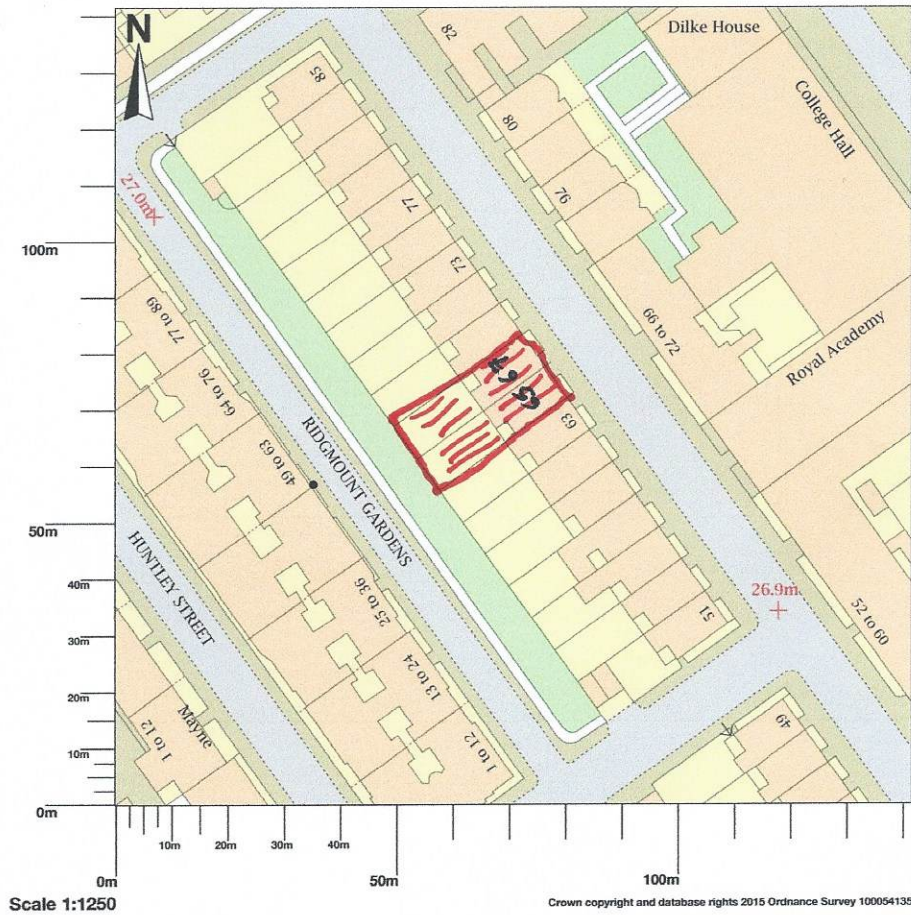 N
82
Dilke House
85
80
College Hall
27.0m
76
77
100m
73
66 to 72
77 to 89
Royal Academy
67
65
64 to 76
63
RIDGMOUNT GARDENS
49 to 63
50m
HUNTLEY STREET
40m
26.9m
25 to 36
51
52 to 60
30m
13 to 24
20m
Mayne
49
1 to 12
1 to 12
10m
0m
10m
20m
30m
40m
0m
50m
100m
Scale 1:1250
Crown copyright and database rights 2015 Ordnance Survey 100054135